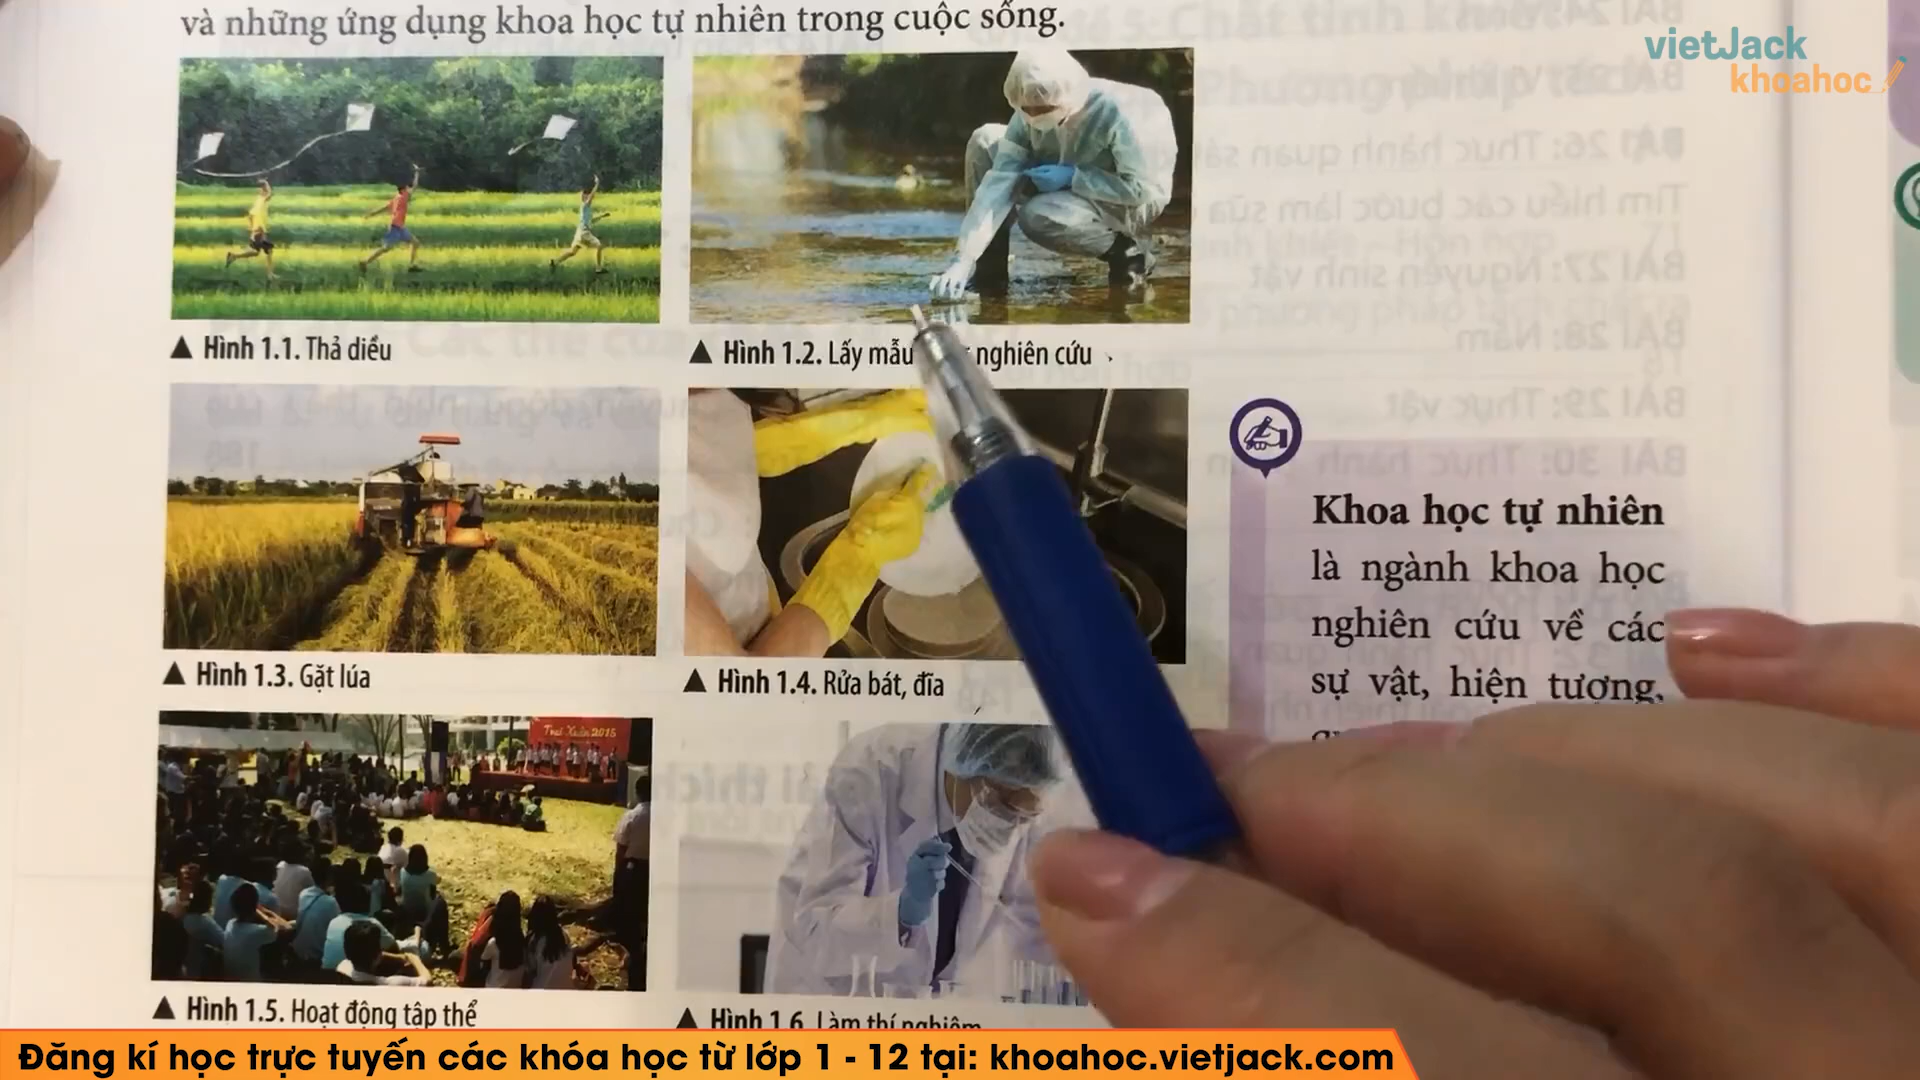 và những ứng dụng khoa học tự nhiên trong cuộc sống.
vietJack
khoahoc
▲ Hình 1.1. Thả diều
▲ Hình 1.2. Lấy mẫu nghiên cứu
▲ Hình 1.3. Gặt lúa
▲ Hình 1.4. Rửa bát, đĩa
Khoa học tự nhiên
là ngành khoa học
nghiên cứu về các
sự vật, hiện tượng,
Trại Xuân 2015
▲ Hình 1.5. Hoạt động tập thể
▲ Hình 1.6. Làm thí nghiệm
Đăng kí học trực tuyến các khóa học từ lớp 1 - 12 tại: khoahoc.vietjack.com